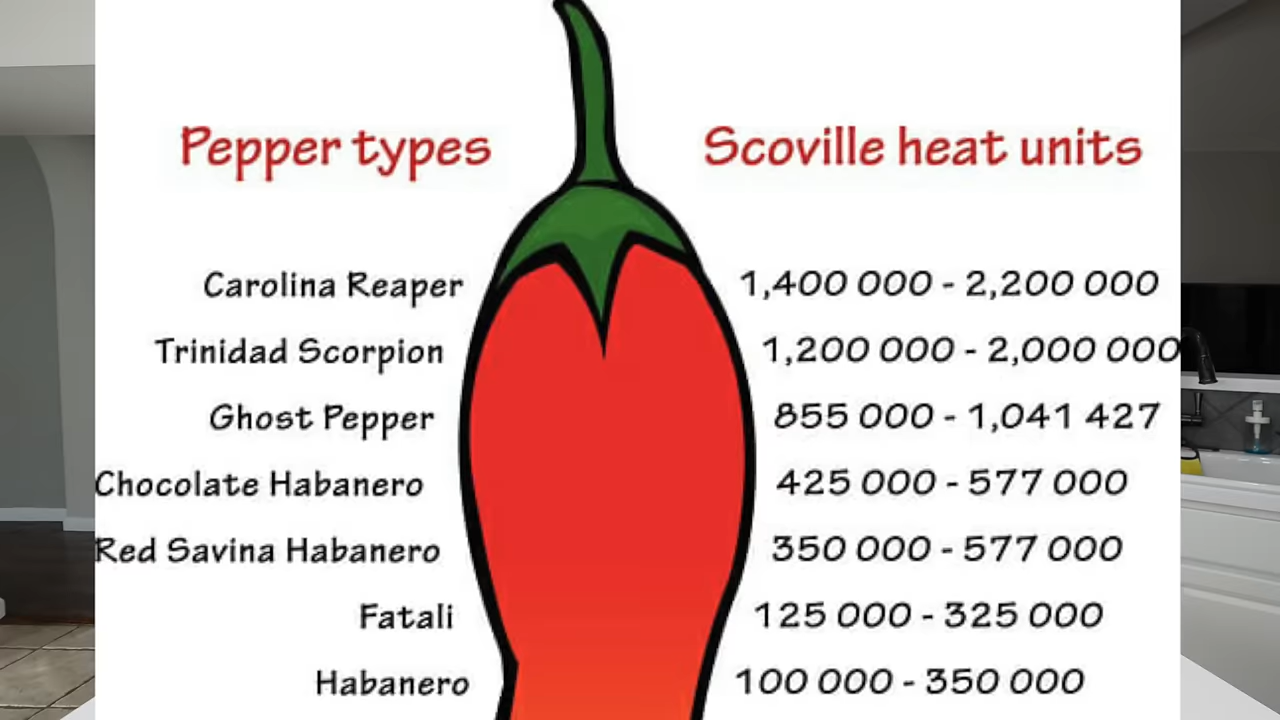 Pepper types Scoville heat units
Carolina Reaper 1,400 000 - 2,200 000
Trinidad Scorpion 1,200 000 - 2,000 000
Ghost Pepper 855 000 - 1,041 427
Chocolate Habanero 425 000 - 577 000
Red Savina Habanero 350 000 - 577 000
Fatali 125 000 - 325 000
Habanero 100 000 - 350 000